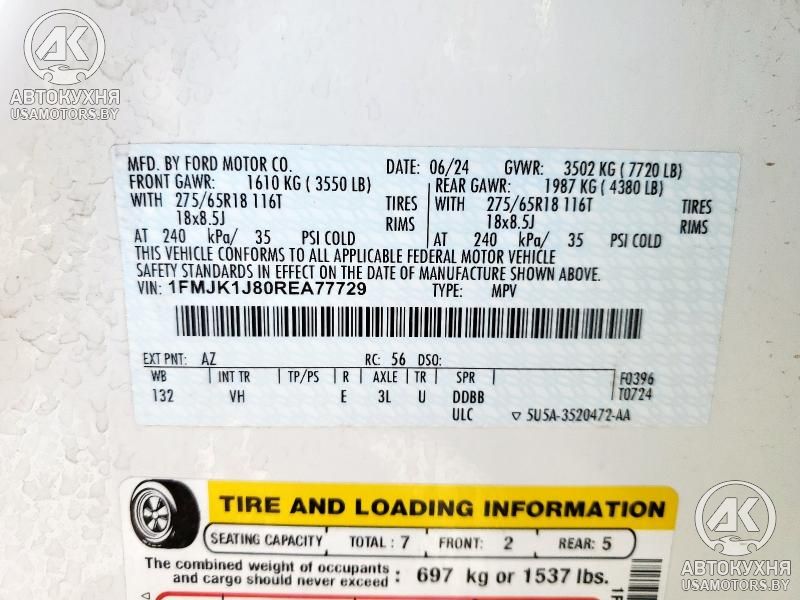 AK
АВТОКУХНЯ
USAMOTORS.BY
MFD. BY FORD MOTOR CO. DATE: 06/24 GVWR: 3502 KG ( 7720 LB)
FRONT GAWR: 1610 KG ( 3550 LB) REAR GAWR: 1987 KG ( 4380 LB)
WITH 275/65R18 116T TIRES WITH 275/65R18 116T TIRES
18x8.5J RIMS 18x8.5J RIMS
AT 240 kPa/ 35 PSI COLD AT 240 kPa/ 35 PSI COLD
THIS VEHICLE CONFORMS TO ALL APPLICABLE FEDERAL MOTOR VEHICLE
SAFETY STANDARDS IN EFFECT ON THE DATE OF MANUFACTURE SHOWN ABOVE.
VIN: 1FMJK1J80REA77729 TYPE: MPV
EXT PNT: AZ RC: 56 DSO:
WB INT TR TP/PS R AXLE TR SPR F0396
132 VH E 3L U DDBB T0724
ULC ▽ 5U5A-3520472-AA
TIRE AND LOADING INFORMATION
SEATING CAPACITY TOTAL : 7 FRONT: 2 REAR: 5
The combined weight of occupants
and cargo should never exceed : 697 kg or 1537 lbs.
AK
АВТОКУХНЯ
USAMOTORS.BY